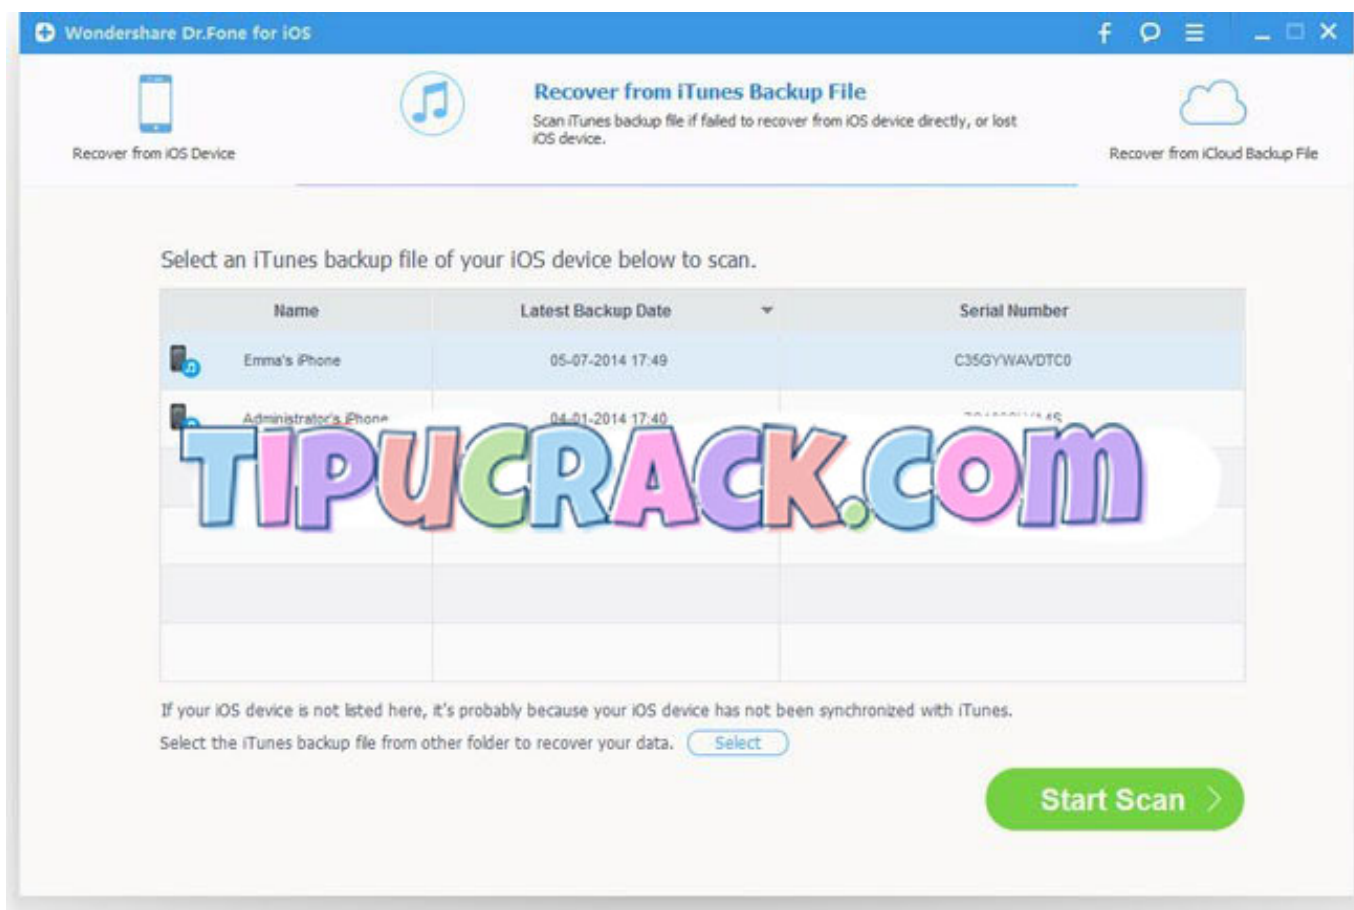 Wondershare Dr.Fone for iOS
Recover from iOS Device
Recover from iTunes Backup File
Scan iTunes backup file if failed to recover from iOS device directly, or lost
iOS device.
Recover from iCloud Backup File
Select an iTunes backup file of your iOS device below to scan.
Name Latest Backup Date Serial Number
Emma's iPhone 05-07-2014 17:49 C35GYWAVDTC0
Administrator's iPhone 04-01-2014 17:40
TIPUCRACK.COM
If your iOS device is not listed here, it's probably because your iOS device has not been synchronized with iTunes.
Select the iTunes backup file from other folder to recover your data. Select
Start Scan